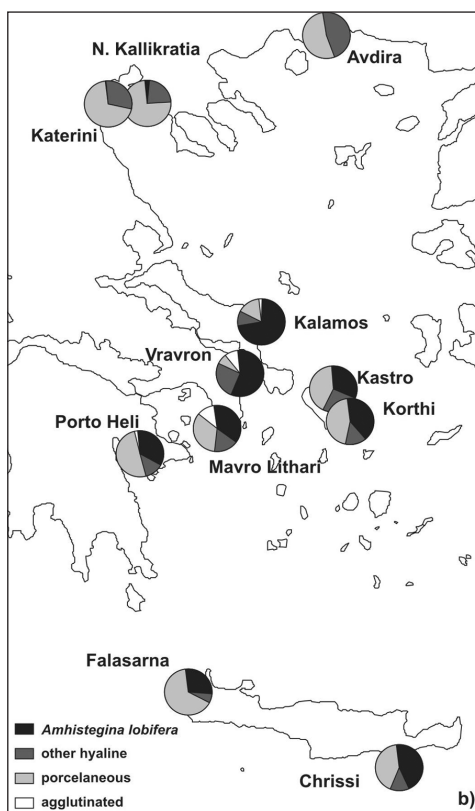 N. Kallikratia
Avdira
Katerini
Kalamos
Vravron
Kastro
Korthi
Porto Heli
Mavro Lithari
Falasarna
Amhistegina lobifera
other hyaline
porcelaneous
agglutinated
Chrissi
b)